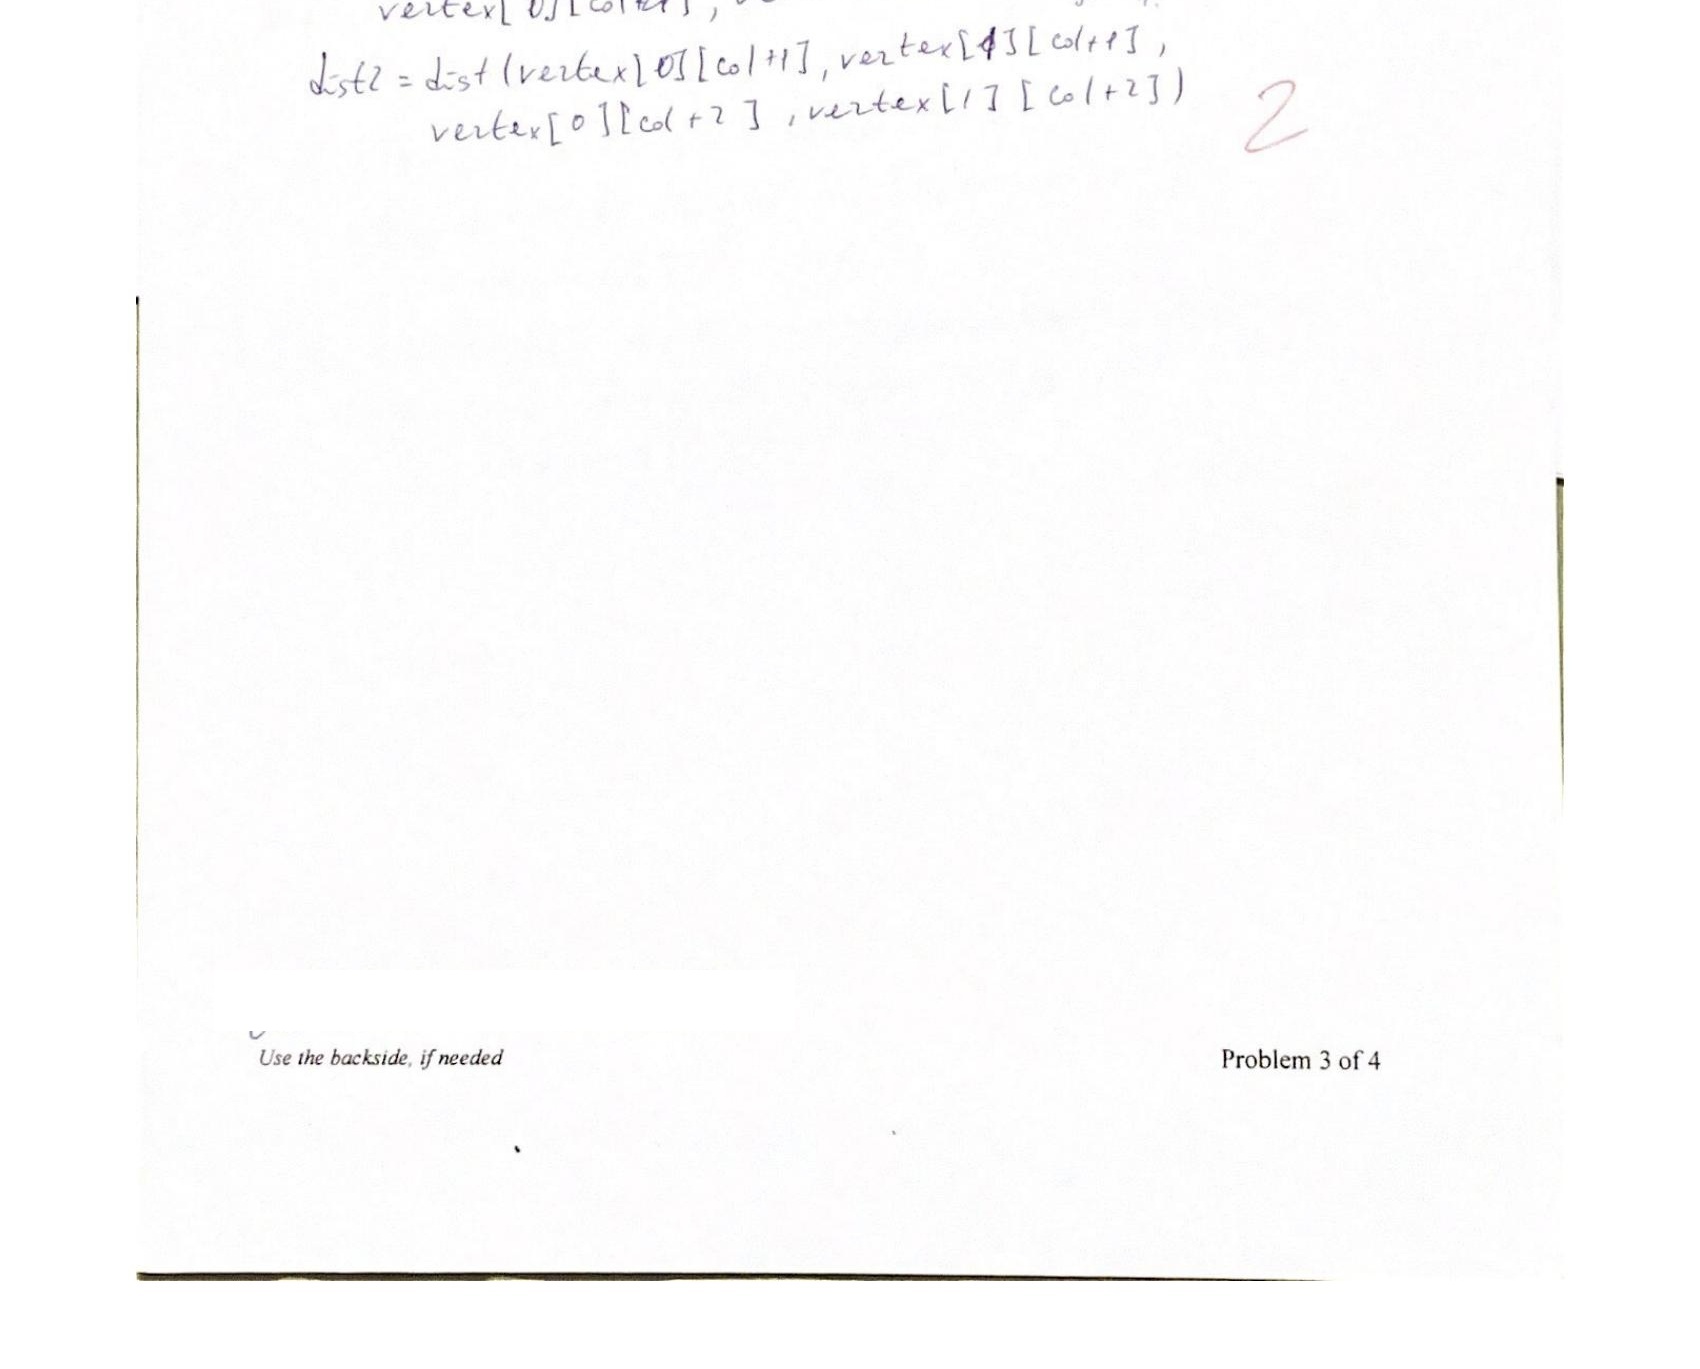 vertex[0][col+1],
dist2 = dist(vertex[0][col+1], vertex[1][col+1],
vertex[0][col+2], vertex[1][col+2])
2
Use the backside, if needed
Problem 3 of 4